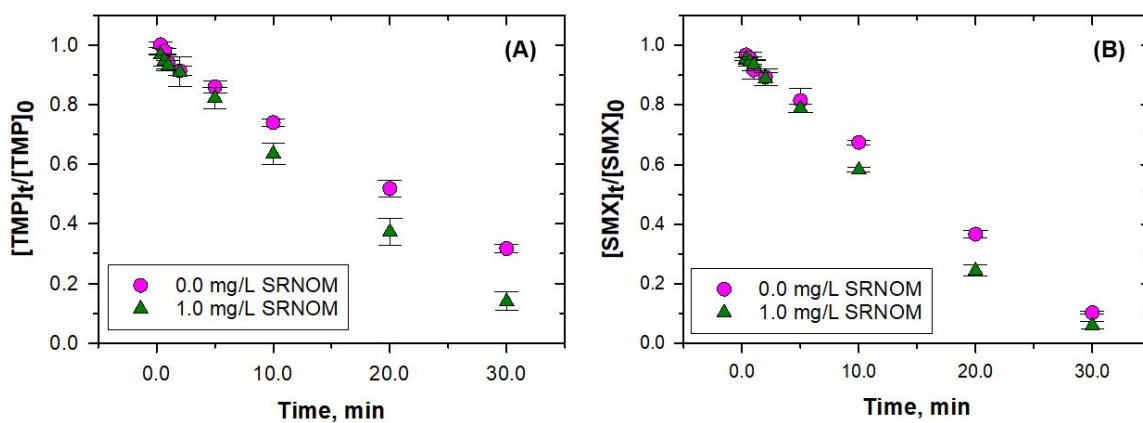 (A)
[TMP]t/[TMP]0
1.0
0.8
0.6
0.4
0.2
0.0
0.0 mg/L SRNOM
1.0 mg/L SRNOM
0.0 10.0 20.0 30.0
Time, min
(B)
[SMX]t/[SMX]0
1.0
0.8
0.6
0.4
0.2
0.0
0.0 mg/L SRNOM
1.0 mg/L SRNOM
0.0 10.0 20.0 30.0
Time, min